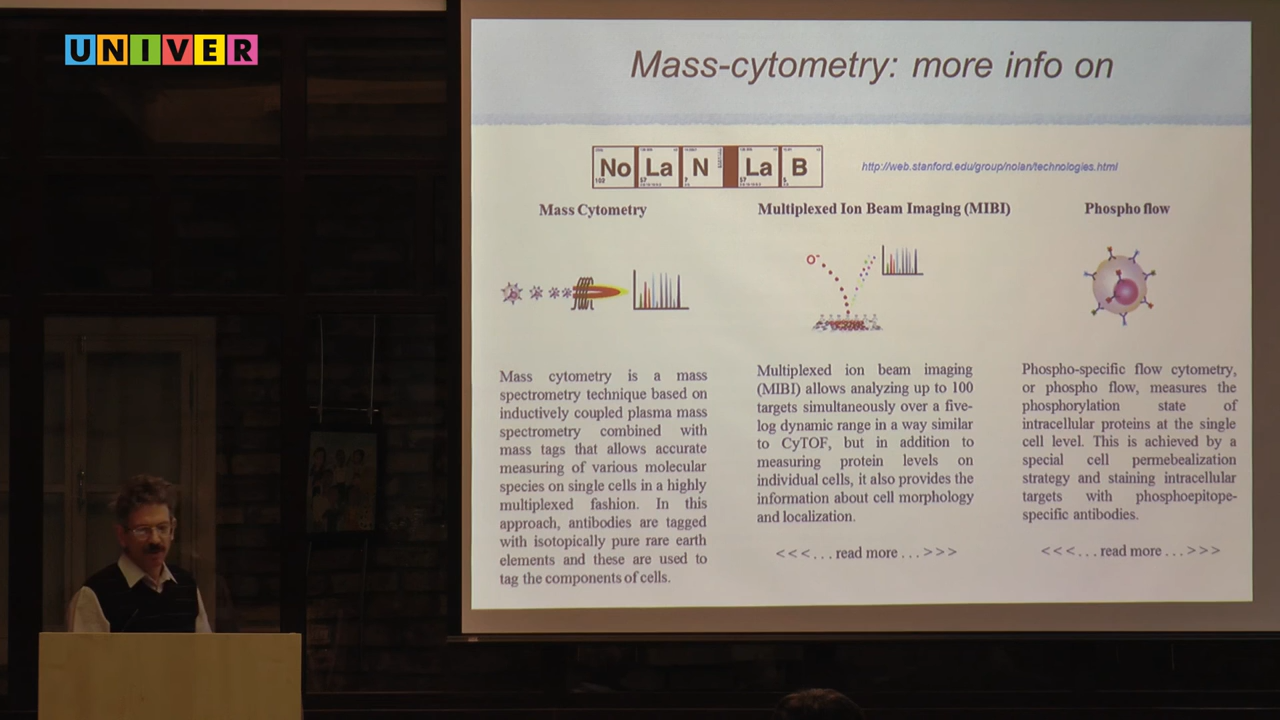 UNIVER
Mass-cytometry: more info on
No La N La B
http://web.stanford.edu/group/nolan/technologies.html
Mass Cytometry
Mass cytometry is a mass
spectrometry technique based on
inductively coupled plasma mass
spectrometry combined with
mass tags that allows accurate
measuring of various molecular
species on single cells in a highly
multiplexed fashion. In this
approach, antibodies are tagged
with isotopically pure rare earth
elements and these are used to
tag the components of cells.
Multiplexed Ion Beam Imaging (MIBI)
Multiplexed ion beam imaging
(MIBI) allows analyzing up to 100
targets simultaneously over a five-
log dynamic range in a way similar
to CyTOF, but in addition to
measuring protein levels on
individual cells, it also provides the
information about cell morphology
and localization.
<<<...read more...>>>
Phospho flow
Phospho-specific flow cytometry,
or phospho flow, measures the
phosphorylation state of
intracellular proteins at the single
cell level. This is achieved by a
special cell permebealization
strategy and staining intracellular
targets with phosphoepitope-
specific antibodies.
<<<...read more...>>>